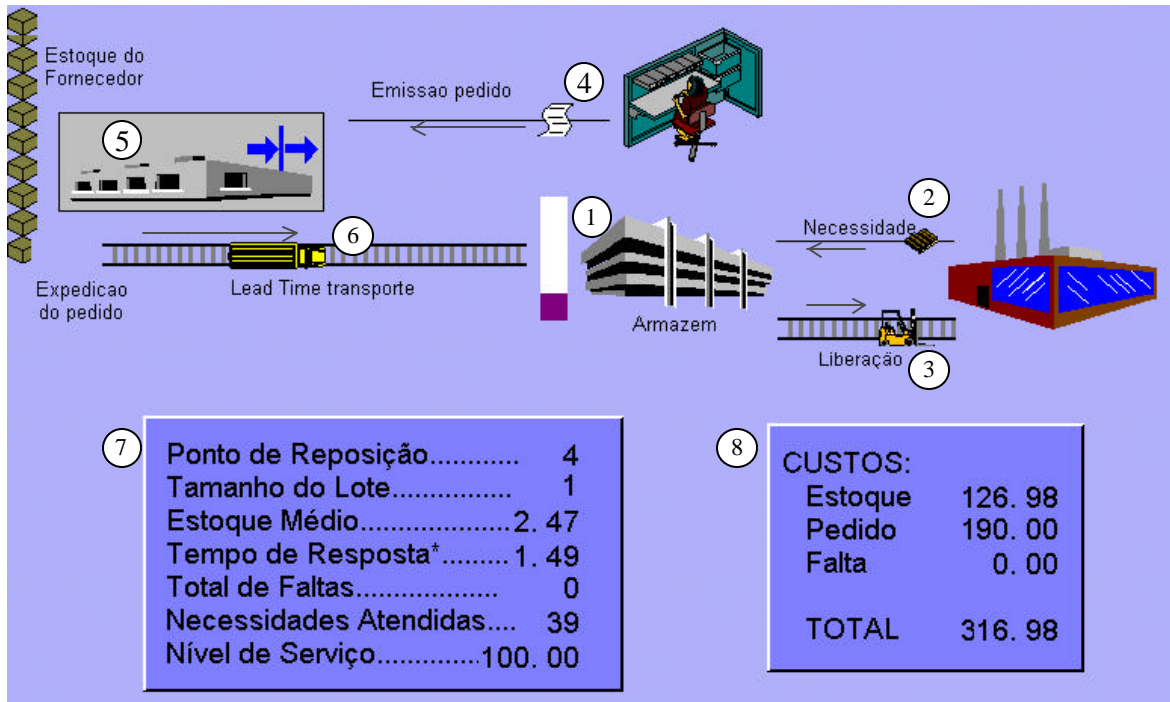 Estoque do
Fornecedor
Emissao pedido
4
5
1
2
Necessidade
6
Expedicao
do pedido
Lead Time transporte
Armazem
Liberação
3
7
Ponto de Reposição............ 4
Tamanho do Lote................ 1
Estoque Médio....................2. 47
Tempo de Resposta*......... 1. 49
Total de Faltas................... 0
Necessidades Atendidas.... 39
Nível de Serviço..............100. 00
8
CUSTOS:
Estoque 126. 98
Pedido 190. 00
Falta 0. 00
TOTAL 316. 98